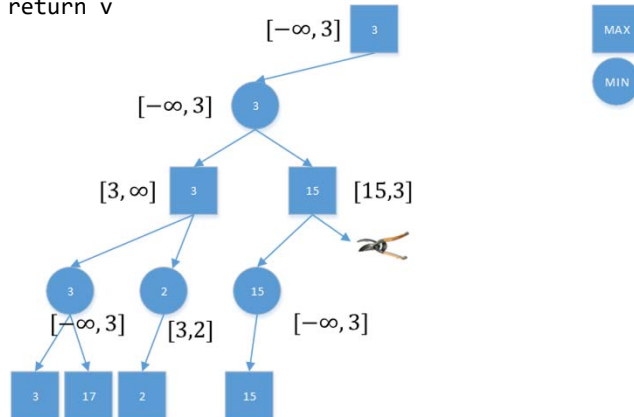 return v
[−∞, 3] 3 MAX
MIN
[−∞, 3] 3
[3, ∞] 3 15 [15,3]
3 2 15
[−∞, 3] [3,2] [−∞, 3]
3 17 2 15